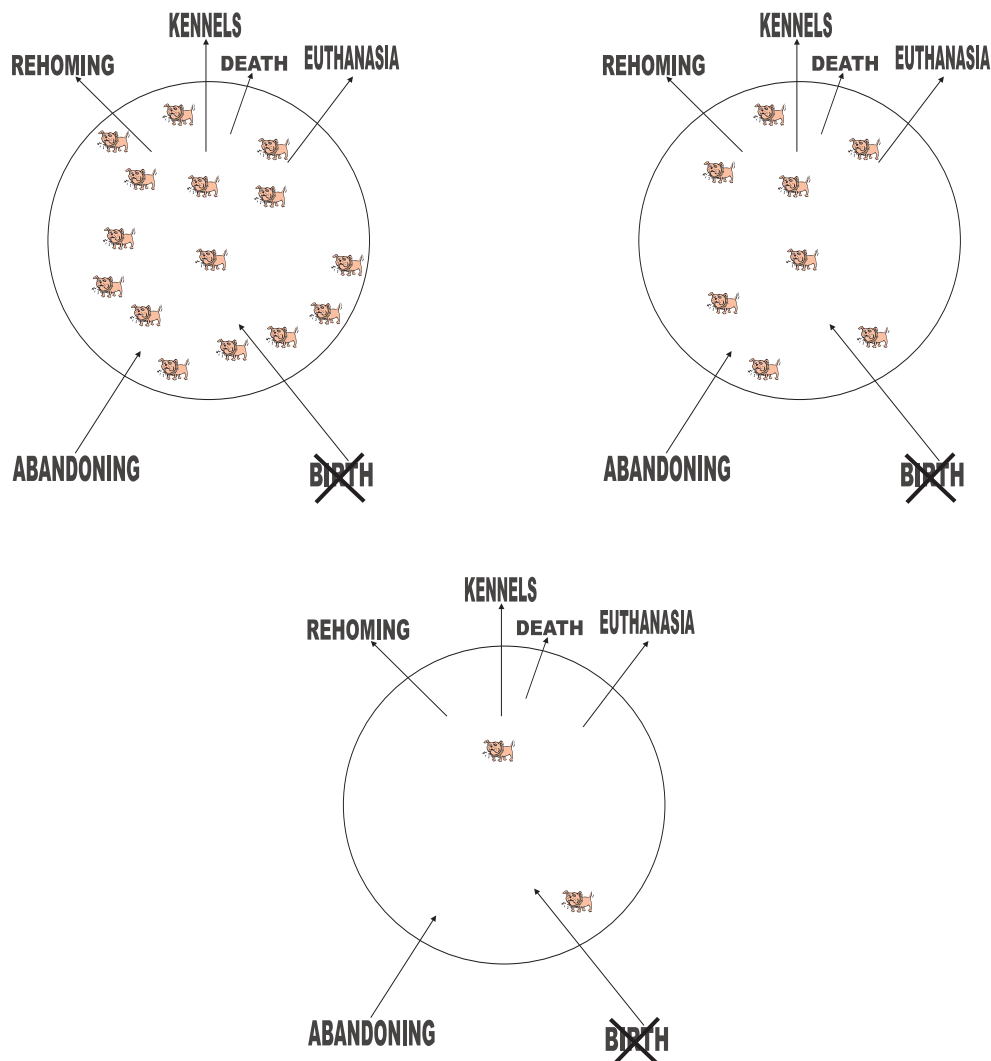 KENNELS
REHOMING
DEATH
EUTHANASIA
ABANDONING
BIRTH
KENNELS
REHOMING
DEATH
EUTHANASIA
ABANDONING
BIRTH
KENNELS
REHOMING
DEATH
EUTHANASIA
ABANDONING
BIRTH